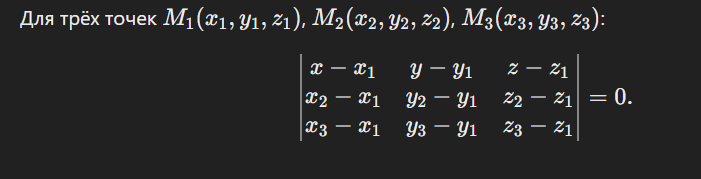 Для трёх точек M₁(x₁, y₁, z₁), M₂(x₂, y₂, z₂), M₃(x₃, y₃, z₃):
| x − x₁ y − y₁ z − z₁ |
| x₂ − x₁ y₂ − y₁ z₂ − z₁ | = 0.
| x₃ − x₁ y₃ − y₁ z₃ − z₁ |